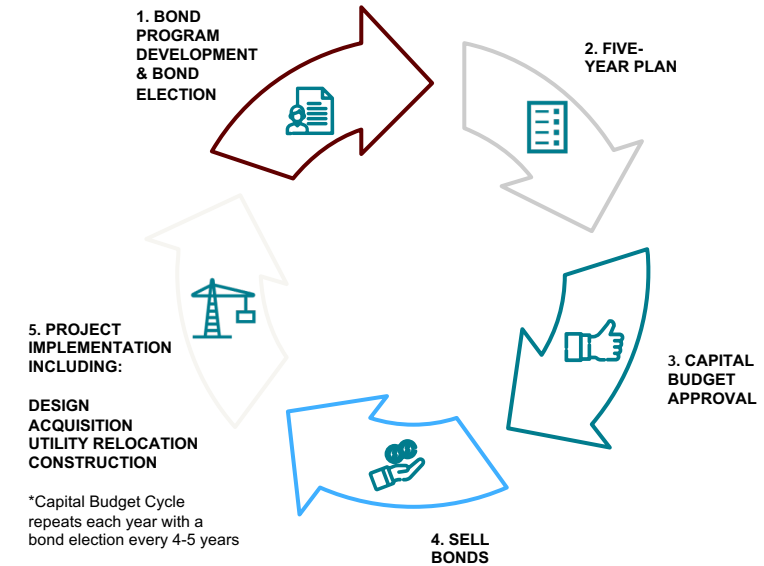 1. BOND
PROGRAM
DEVELOPMENT
& BOND
ELECTION
2. FIVE-
YEAR PLAN
3. CAPITAL
BUDGET
APPROVAL
4. SELL
BONDS
5. PROJECT
IMPLEMENTATION
INCLUDING:
DESIGN
ACQUISITION
UTILITY RELOCATION
CONSTRUCTION
*Capital Budget Cycle
repeats each year with a
bond election every 4-5 years